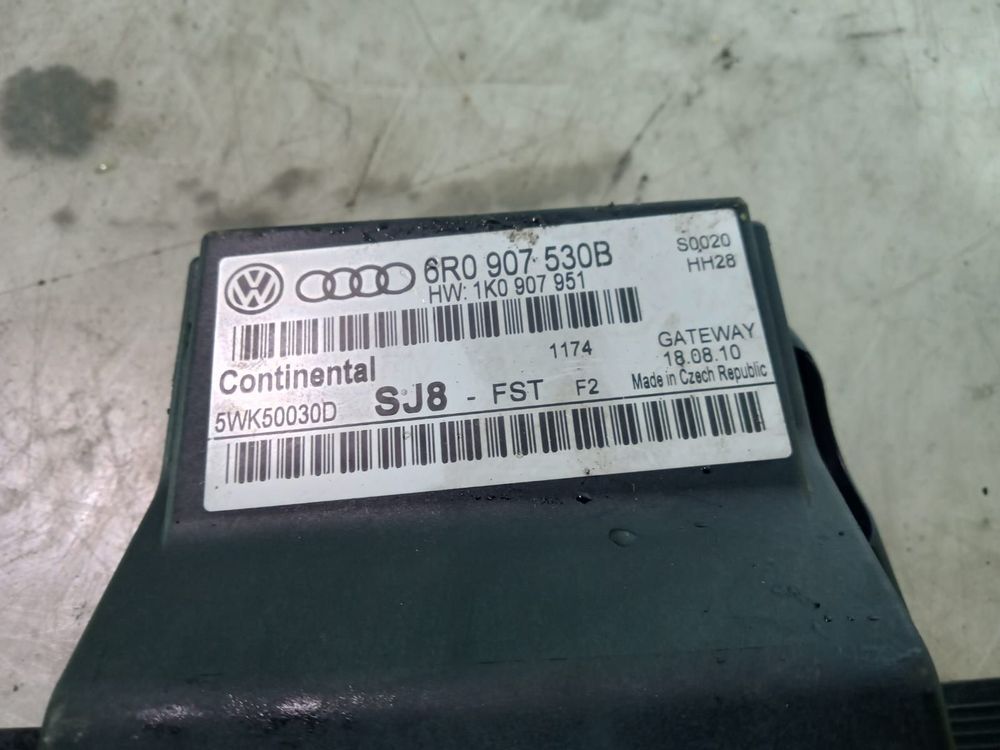 6R0 907 530B
S0020
HW: 1K0 907 951
HH28
GATEWAY
1174
18.08.10
Continental
Made in Czech Republic
5WK50030D
SJ8 - FST F2